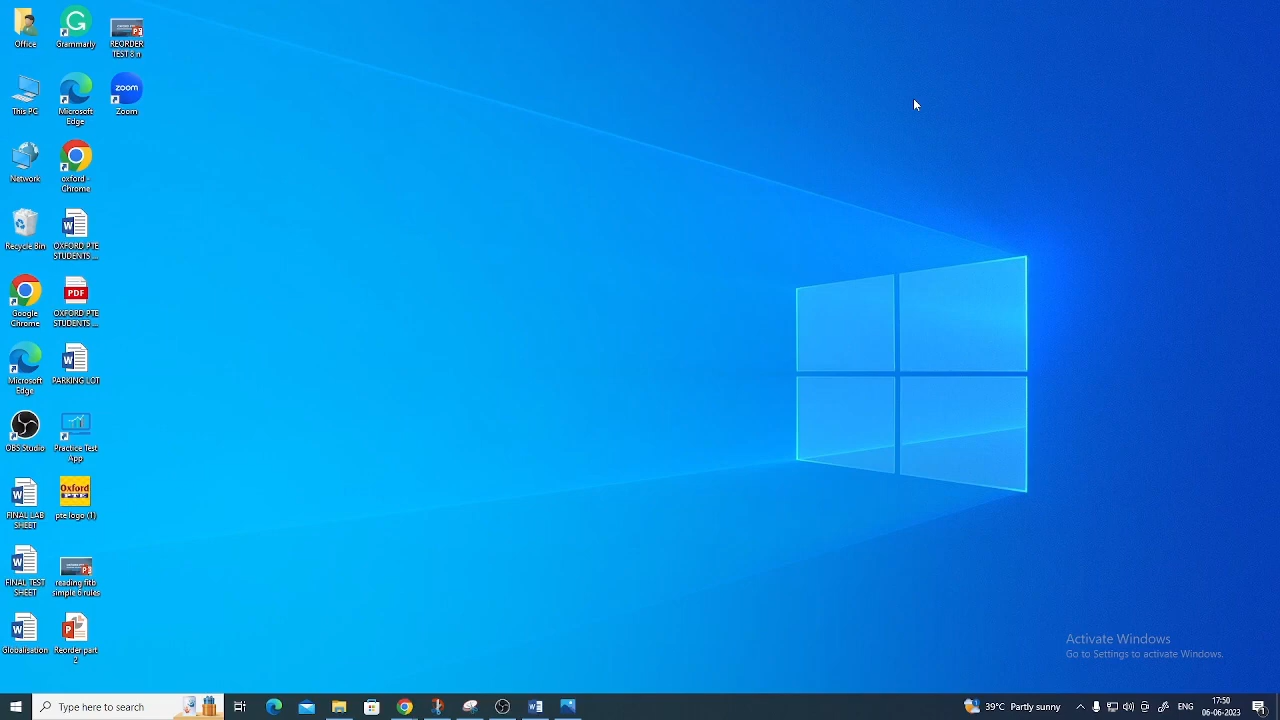 Office
Grammarly
REORDER
TEST 6 n
This PC
Microsoft
Edge
zoom
Zoom
Network
oxford -
Chrome
Recycle Bin
OXFORD PTE
STUDENTS ...
Google
Chrome
PDF
OXFORD PTE
STUDENTS ...
Microsoft
Edge
PARKING LOT
OBS Studio
Practice Test
App
FINAL LAB
SHEET
Oxford
pte logo (1)
FINAL TEST
SHEET
reading fitb
simple 6 rules
Globalisation
Reorder part
2
Activate Windows
Go to Settings to activate Windows.
Type here to search
39°C Partly sunny
ENG
17:50
06-06-2023